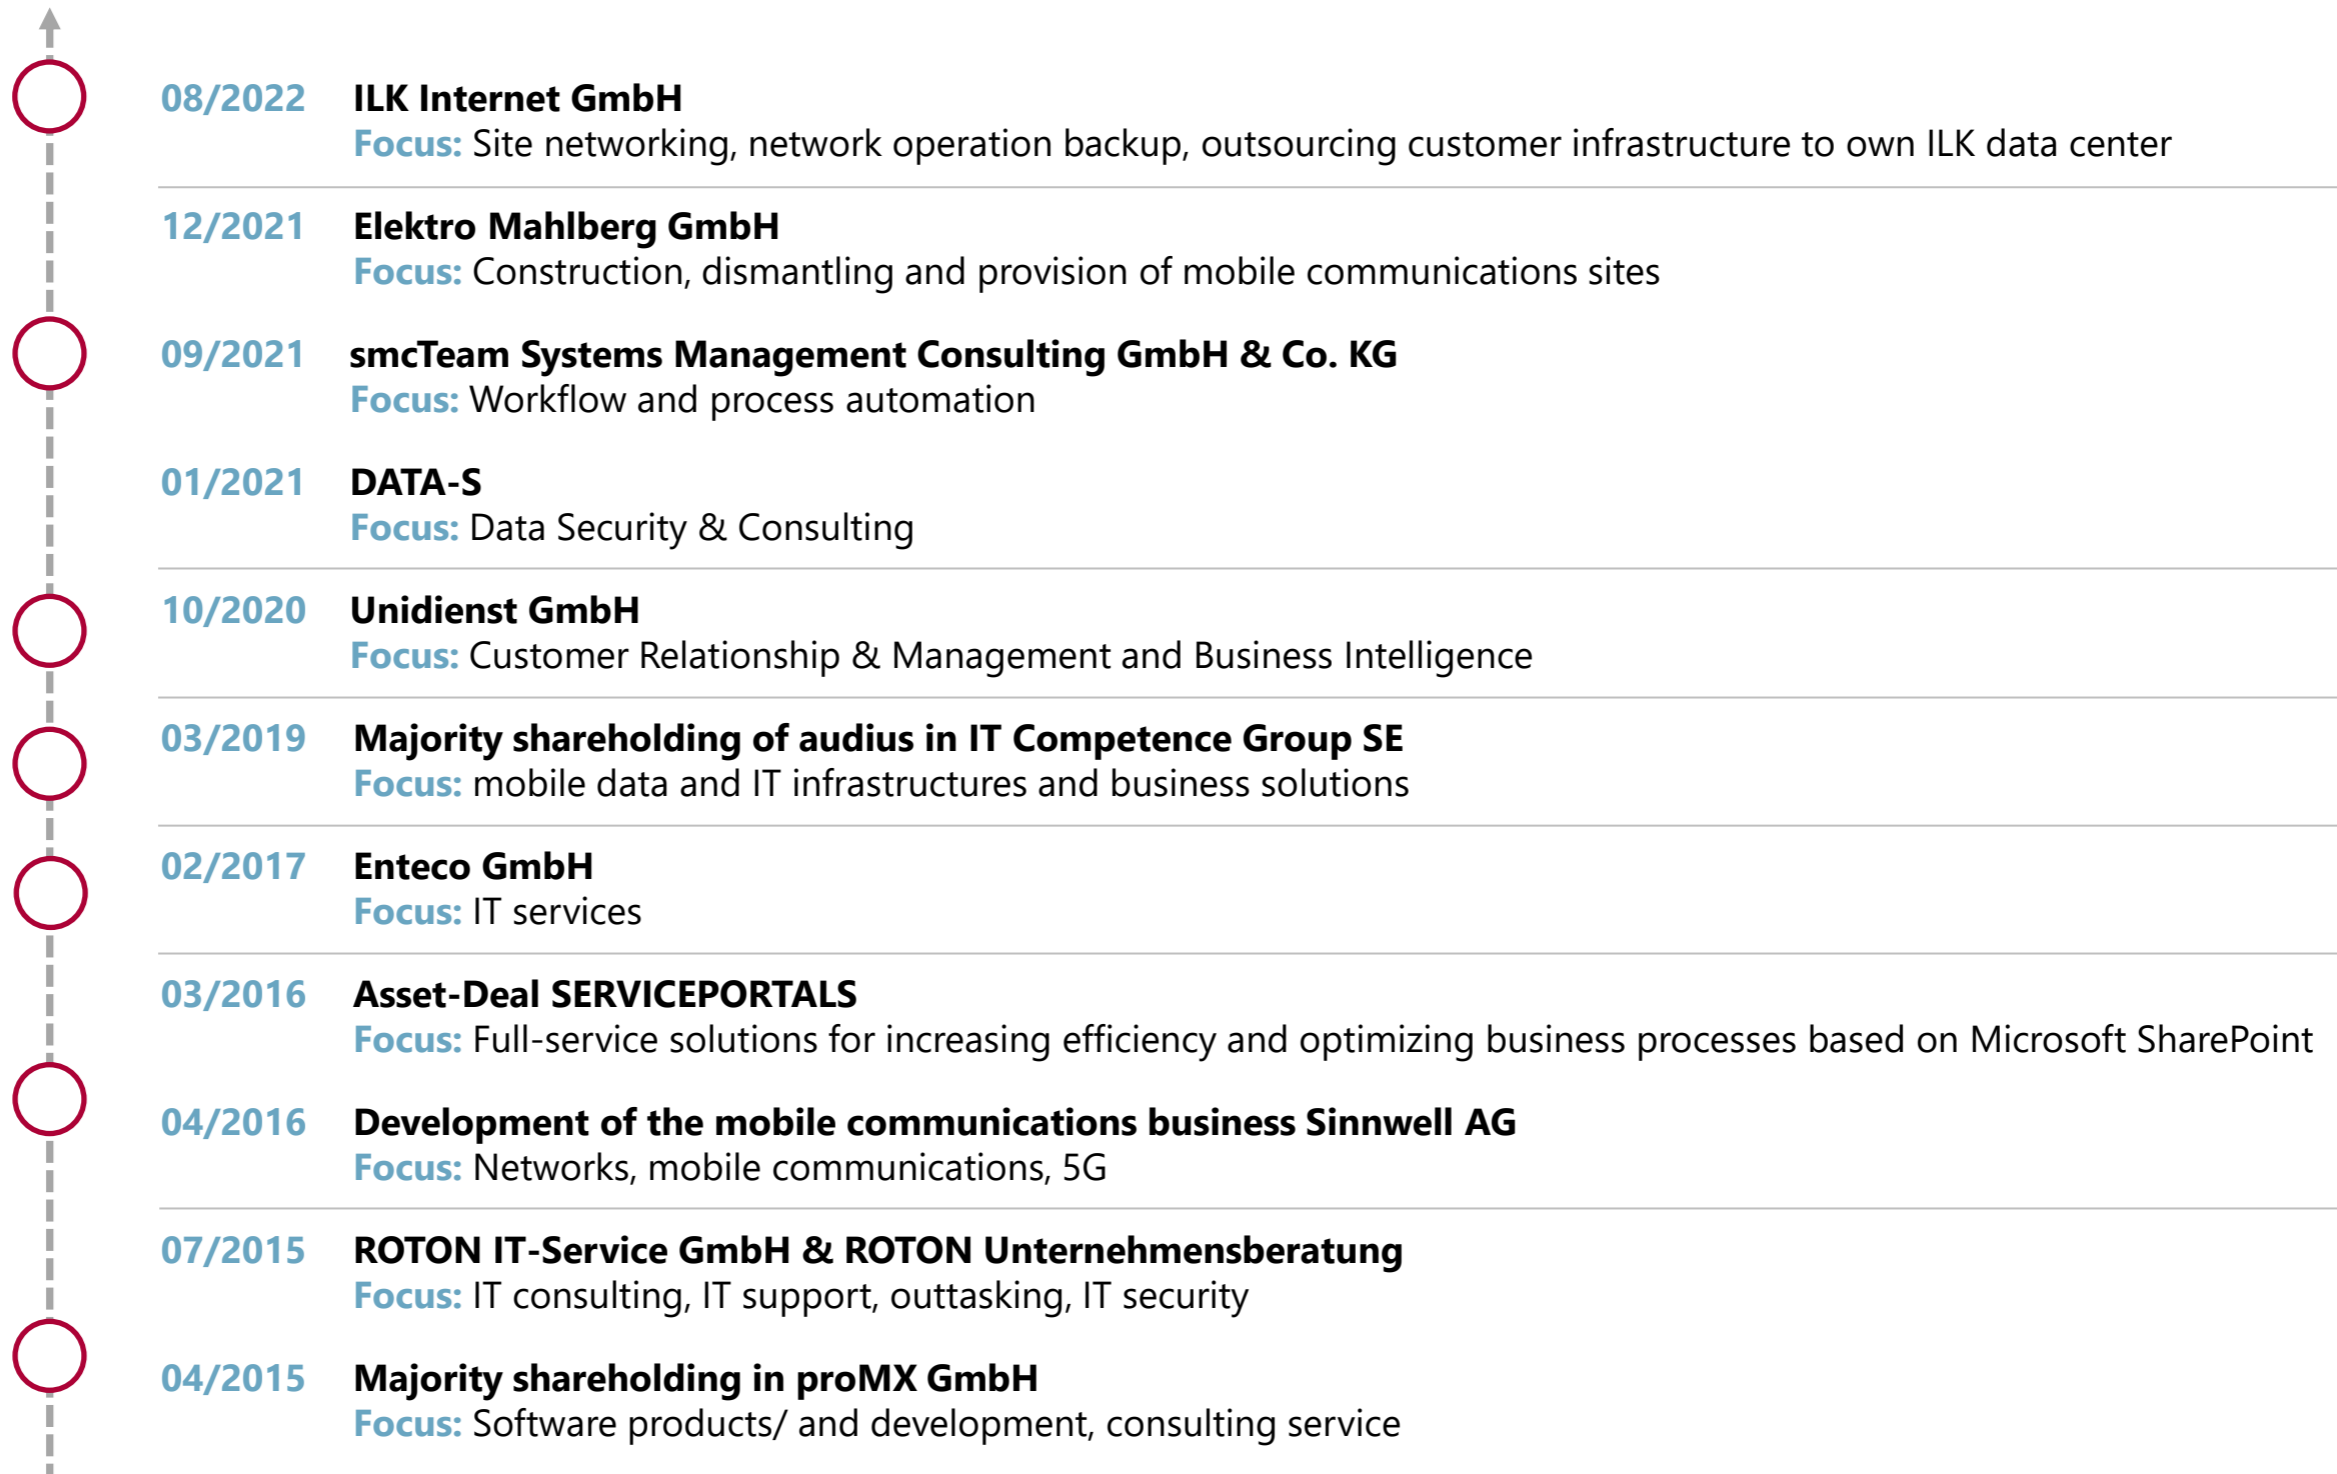 08/2022 ILK Internet GmbH
Focus: Site networking, network operation backup, outsourcing customer infrastructure to own ILK data center
12/2021 Elektro Mahlberg GmbH
Focus: Construction, dismantling and provision of mobile communications sites
09/2021 smcTeam Systems Management Consulting GmbH & Co. KG
Focus: Workflow and process automation
01/2021 DATA-S
Focus: Data Security & Consulting
10/2020 Unidienst GmbH
Focus: Customer Relationship & Management and Business Intelligence
03/2019 Majority shareholding of audius in IT Competence Group SE
Focus: mobile data and IT infrastructures and business solutions
02/2017 Enteco GmbH
Focus: IT services
03/2016 Asset-Deal SERVICEPORTALS
Focus: Full-service solutions for increasing efficiency and optimizing business processes based on Microsoft SharePoint
04/2016 Development of the mobile communications business Sinnwell AG
Focus: Networks, mobile communications, 5G
07/2015 ROTON IT-Service GmbH & ROTON Unternehmensberatung
Focus: IT consulting, IT support, outtasking, IT security
04/2015 Majority shareholding in proMX GmbH
Focus: Software products/ and development, consulting service